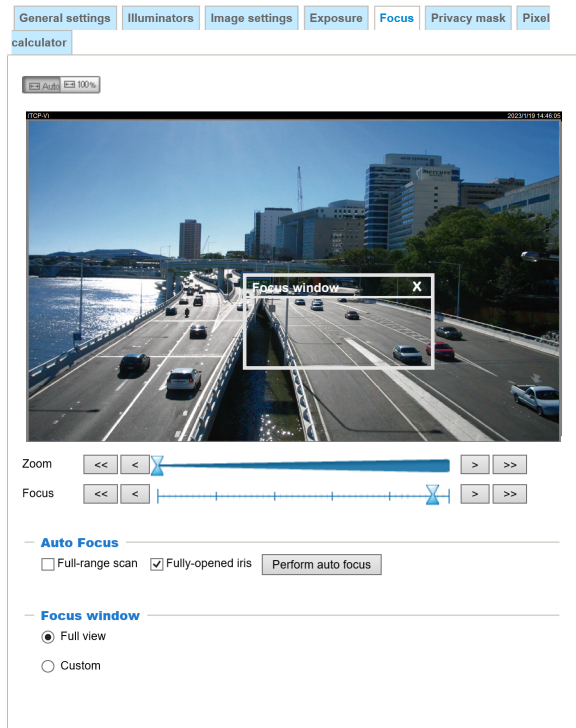 General settings Illuminators Image settings Exposure Focus Privacy mask Pixel
calculator
Auto 100%
(TCP-V) 2023/1/19 14:46:05
Focus window X
Zoom << < > >>
Focus << < > >>
Auto Focus
Full-range scan Fully-opened iris Perform auto focus
Focus window
Full view
Custom